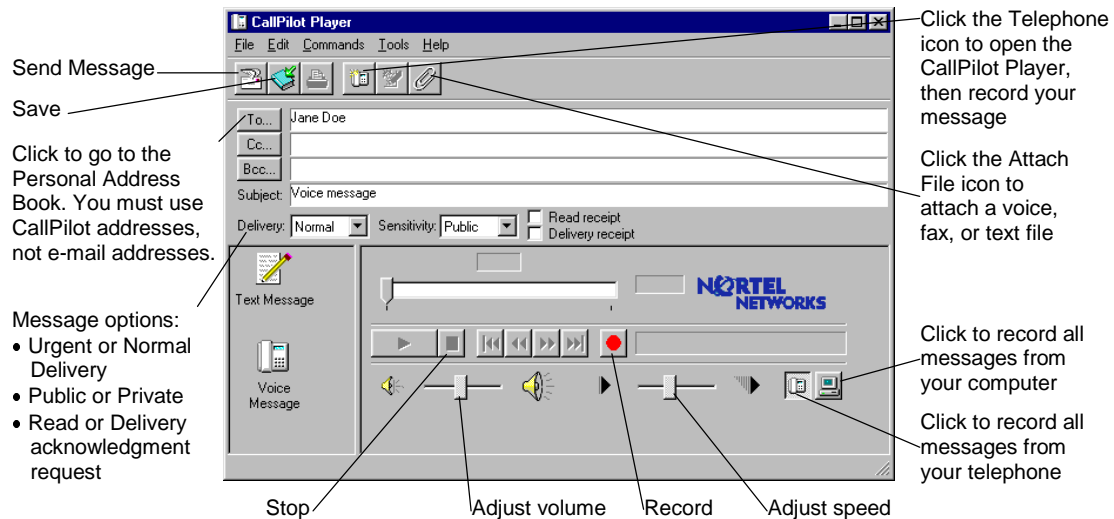 CallPilot Player
File Edit Commands Tools Help
Send Message
Save
Click to go to the
Personal Address
Book. You must use
CallPilot addresses,
not e-mail addresses.
Message options:
• Urgent or Normal
Delivery
• Public or Private
• Read or Delivery
acknowledgment
request
To... Jane Doe
Cc...
Bcc...
Subject: Voice message
Delivery: Normal Sensitivity: Public Read receipt
Delivery receipt
Text Message
Voice
Message
NORTEL
NETWORKS
Click the Telephone
icon to open the
CallPilot Player,
then record your
message
Click the Attach
File icon to
attach a voice,
fax, or text file
Click to record all
messages from
your computer
Click to record all
messages from
your telephone
Stop Adjust volume Record Adjust speed